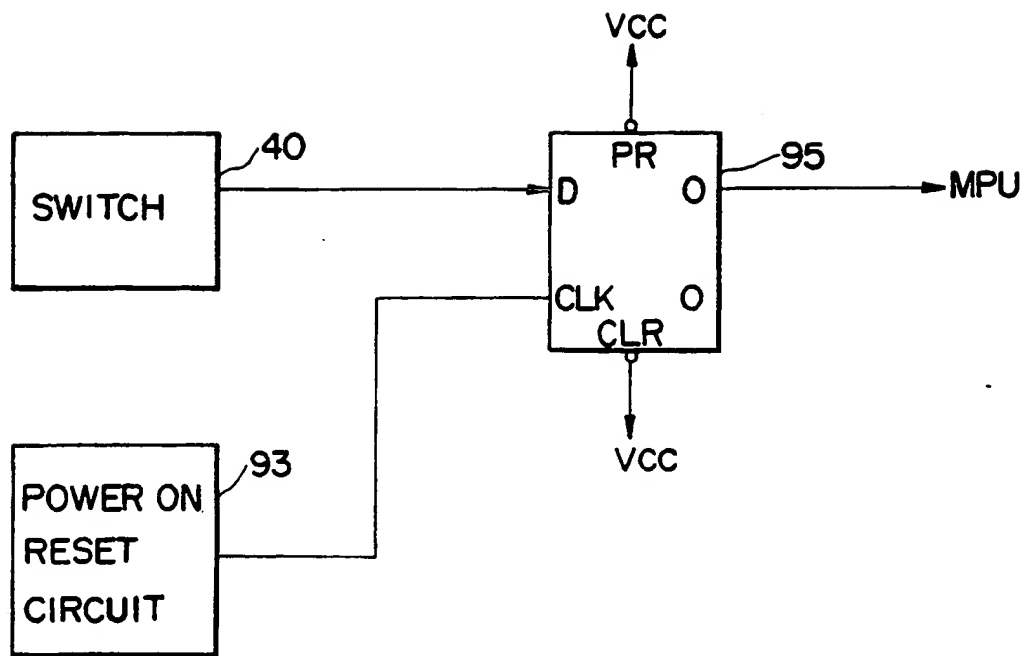 VCC
40
SWITCH
PR
95
D
O
MPU
CLK
O
CLR
VCC
93
POWER ON
RESET
CIRCUIT